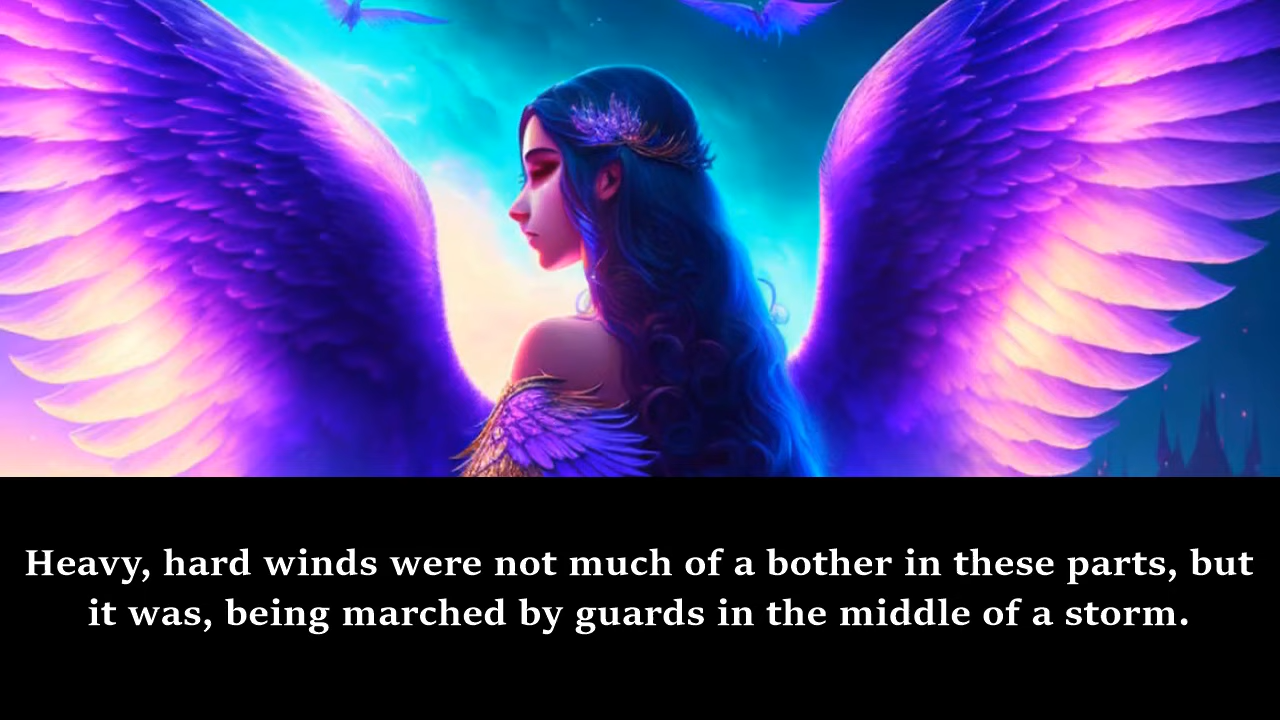 Heavy, hard winds were not much of a bother in these parts, but
it was, being marched by guards in the middle of a storm.